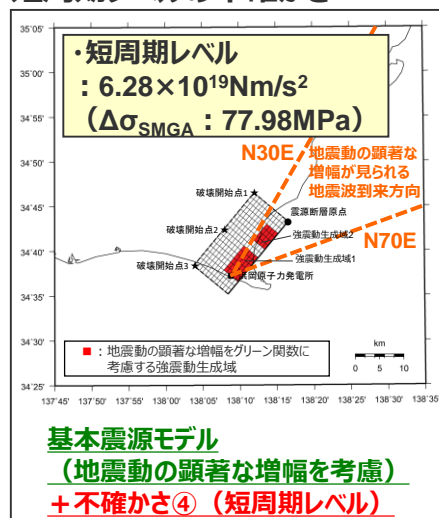 ・短周期レベル
：6.28×10¹⁹Nm/s²
（ΔσSMGA：77.98MPa）
35˚05'
35˚00'
34˚55'
34˚50'
34˚45'
34˚40'
34˚35'
34˚30'
34˚25'
N30E
地震動の顕著な
増幅が見られる
地震波到来方向
N70E
破壊開始点1
震源断層原点
破壊開始点2
強震動生成域2
強震動生成域1
破壊開始点3
岡原子力発電所
■：地震動の顕著な増幅をグリーン関数に
考慮する強震動生成域
km
0 5 10
137˚45' 137˚50' 137˚55' 138˚00' 138˚05' 138˚10' 138˚15' 138˚20' 138˚25' 138˚30' 138˚35'
基本震源モデル
（地震動の顕著な増幅を考慮）
＋不確かさ④（短周期レベル）